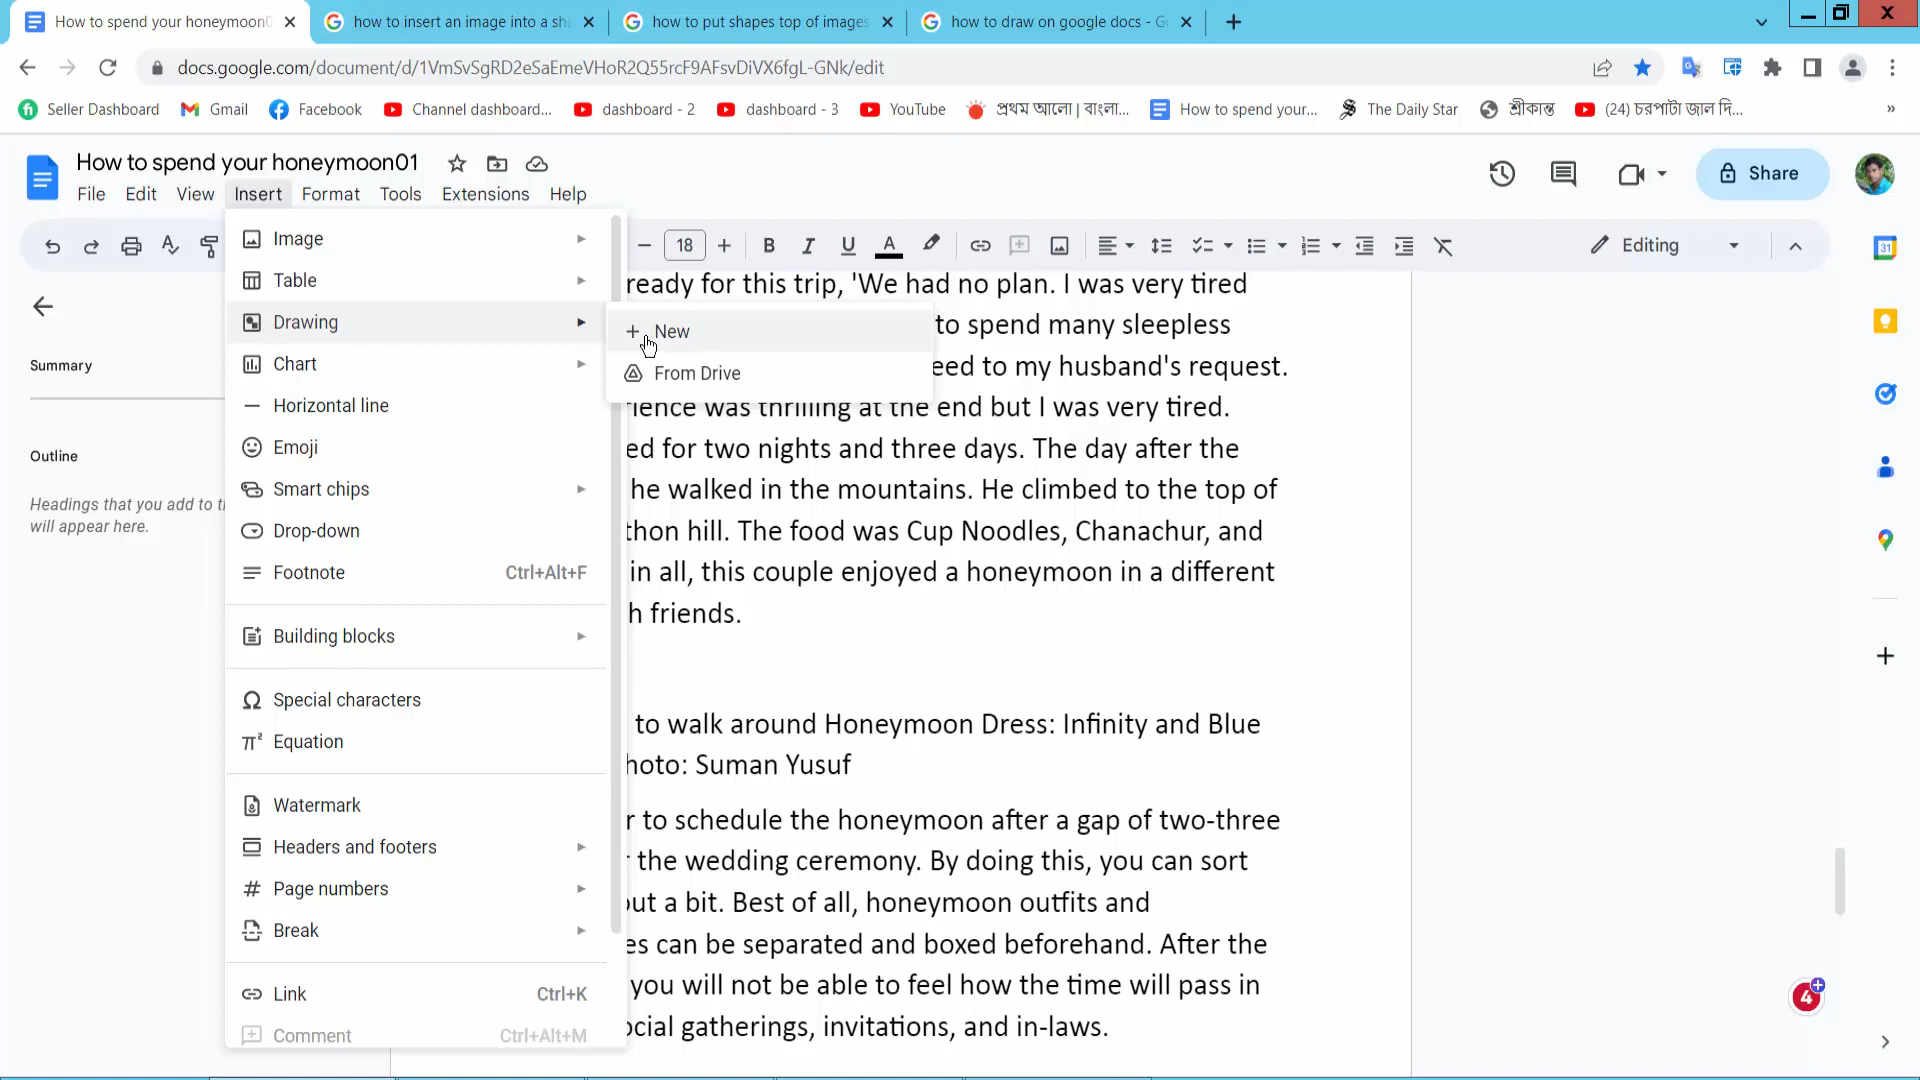 How to spend your honeymoon0
how to insert an image into a sha
how to put shapes top of images
how to draw on google docs - G
docs.google.com/document/d/1VmSvSgRD2eSaEmeVHoR2Q55rcF9AFsvDiVX6fgL-GNk/edit
Seller Dashboard
Gmail
Facebook
Channel dashboard...
dashboard - 2
dashboard - 3
YouTube
প্রথম আলো | বাংলা...
How to spend your...
The Daily Star
শ্রীকান্ত
(24) চরপাটা জাল দি...
»
How to spend your honeymoon01
File Edit View Insert Format Tools Extensions Help
Share
18
Editing
31
Summary
Outline
Headings that you add to t
will appear here.
Image
Table
Drawing
Chart
Horizontal line
Emoji
Smart chips
Drop-down
Footnote Ctrl+Alt+F
Building blocks
Special characters
Equation
Watermark
Headers and footers
Page numbers
Break
Link Ctrl+K
Comment Ctrl+Alt+M
New
From Drive
ready for this trip, 'We had no plan. I was very tired
to spend many sleepless
eed to my husband's request.
ience was thrilling at the end but I was very tired.
ed for two nights and three days. The day after the
he walked in the mountains. He climbed to the top of
thon hill. The food was Cup Noodles, Chanachur, and
in all, this couple enjoyed a honeymoon in a different
h friends.
to walk around Honeymoon Dress: Infinity and Blue
hoto: Suman Yusuf
r to schedule the honeymoon after a gap of two-three
the wedding ceremony. By doing this, you can sort
out a bit. Best of all, honeymoon outfits and
es can be separated and boxed beforehand. After the
you will not be able to feel how the time will pass in
ocial gatherings, invitations, and in-laws.
4